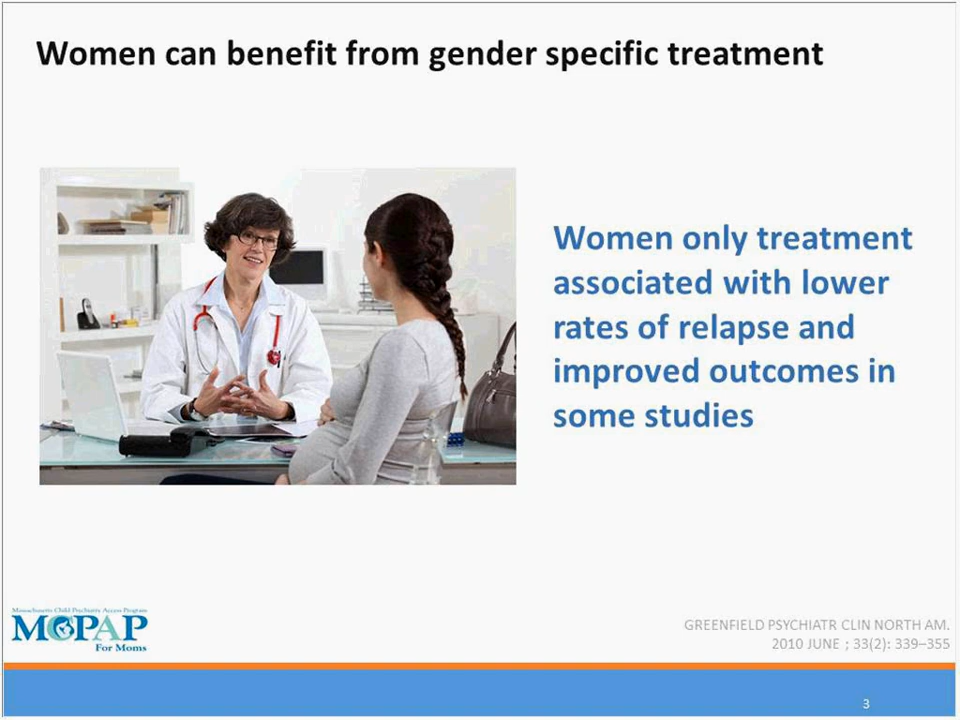 Women can benefit from gender specific treatment
Women only treatment
associated with lower
rates of relapse and
improved outcomes in
some studies
Massachusetts Child Psychiatry Access Program
MCPAP
For Moms
GREENFIELD PSYCHIATR CLIN NORTH AM.
2010 JUNE ; 33(2): 339–355
3